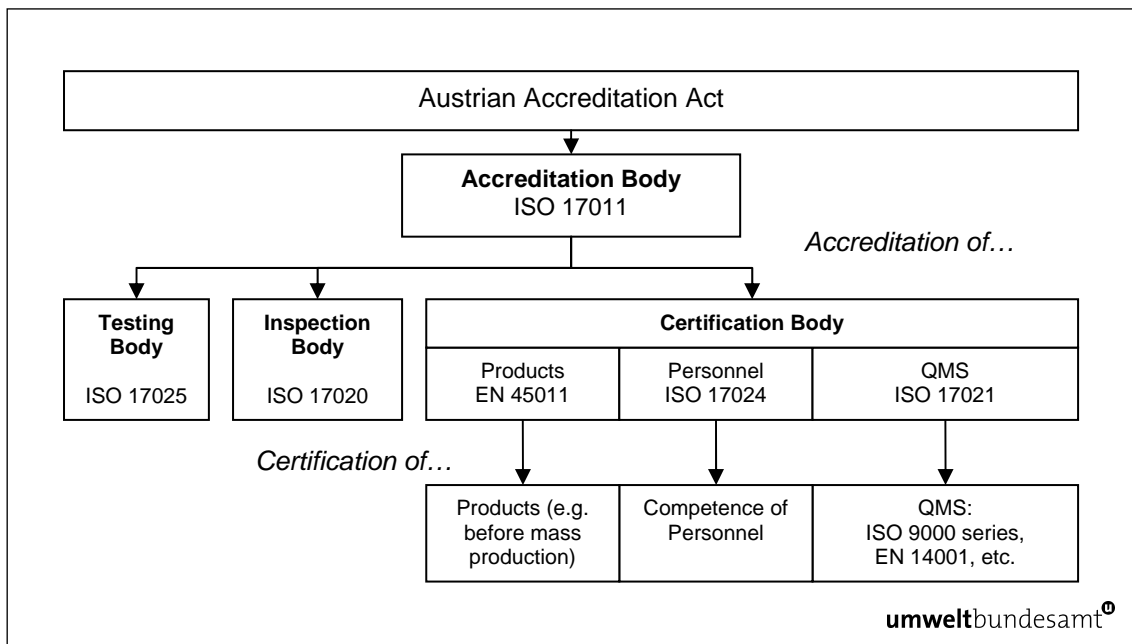 Austrian Accreditation Act
Accreditation Body
ISO 17011
Accreditation of…
Testing
Body
ISO 17025
Inspection
Body
ISO 17020
Certification Body
Products
EN 45011
Personnel
ISO 17024
QMS
ISO 17021
Certification of…
Products (e.g.
before mass
production)
Competence of
Personnel
QMS:
ISO 9000 series,
EN 14001, etc.
umweltbundesamt
u